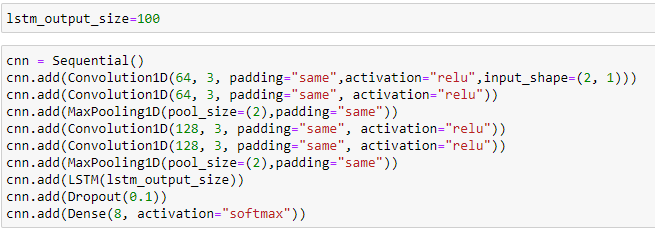 lstm_output_size=100
cnn = Sequential()
cnn.add(Convolution1D(64, 3, padding="same",activation="relu",input_shape=(2, 1)))
cnn.add(Convolution1D(64, 3, padding="same", activation="relu"))
cnn.add(MaxPooling1D(pool_size=(2),padding="same"))
cnn.add(Convolution1D(128, 3, padding="same", activation="relu"))
cnn.add(Convolution1D(128, 3, padding="same", activation="relu"))
cnn.add(MaxPooling1D(pool_size=(2),padding="same"))
cnn.add(LSTM(lstm_output_size))
cnn.add(Dropout(0.1))
cnn.add(Dense(8, activation="softmax"))